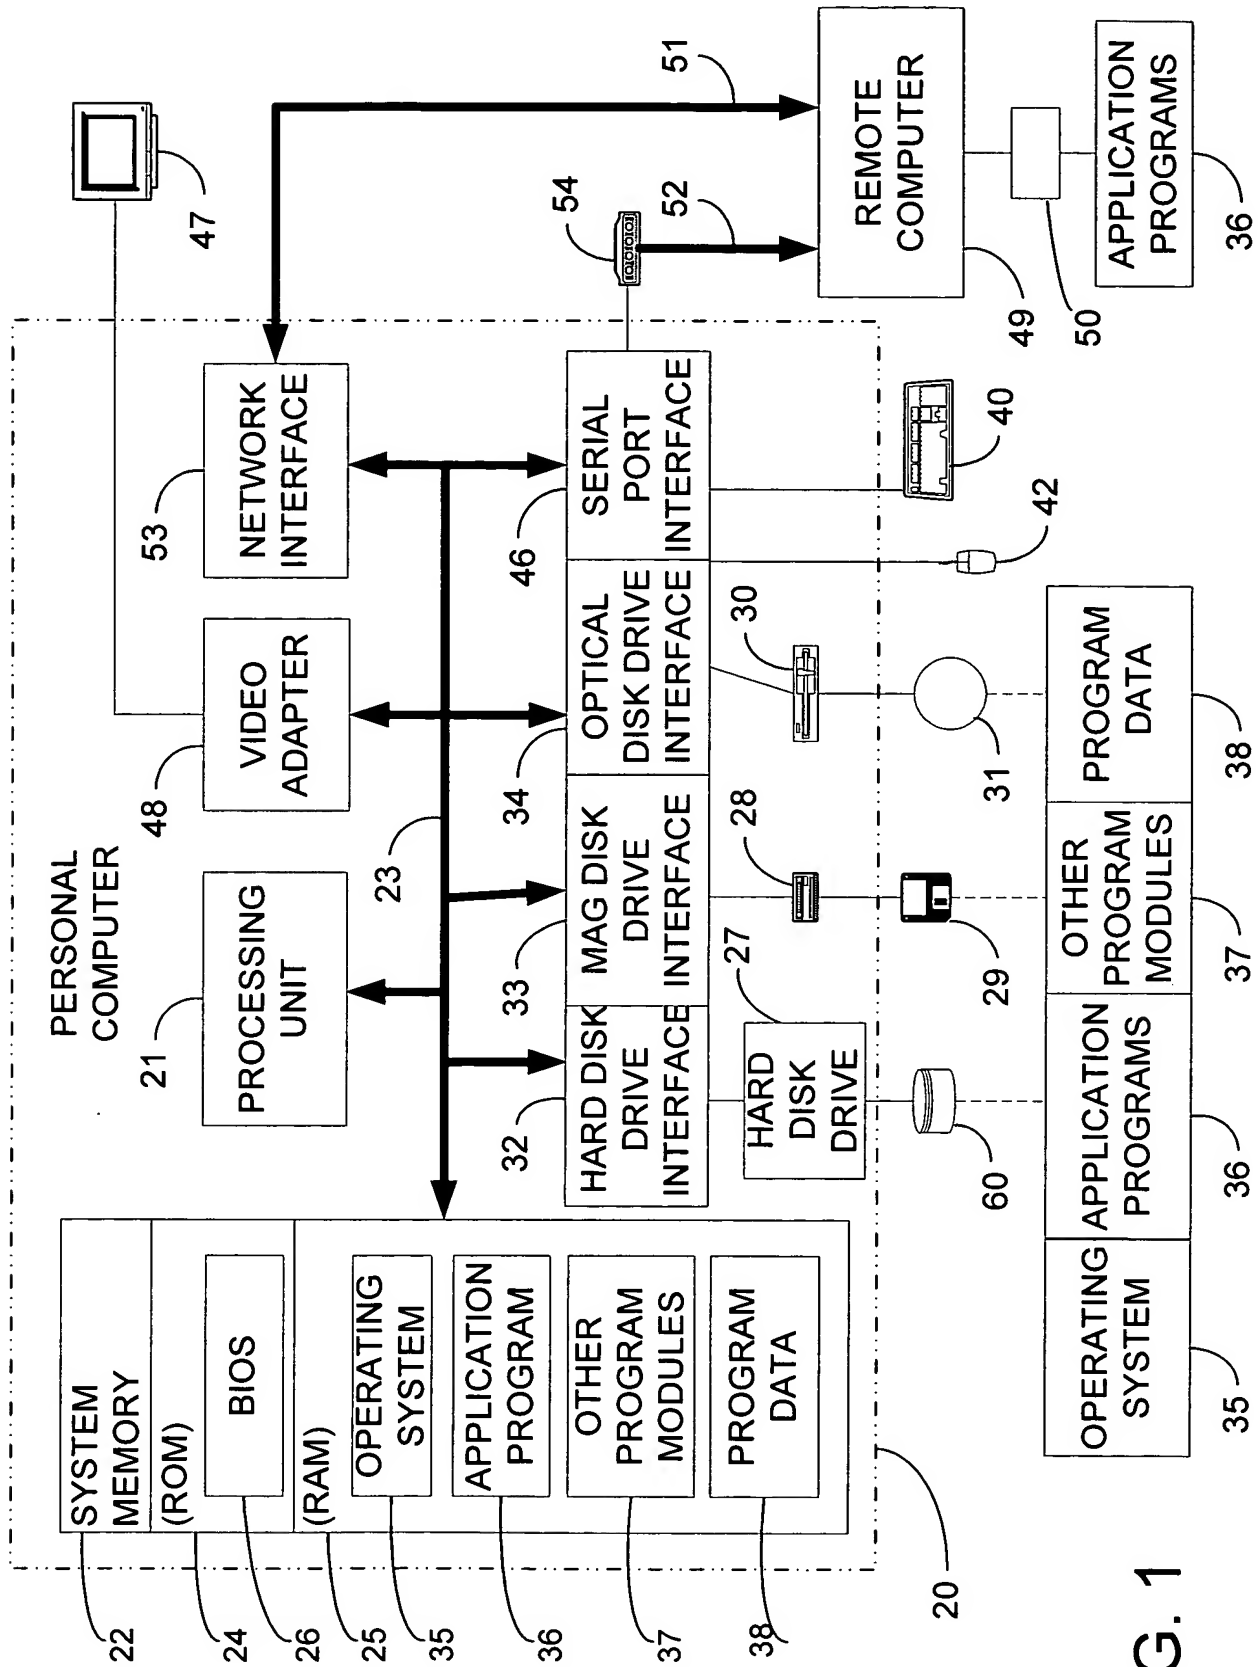 PERSONAL
COMPUTER
47
SYSTEM
MEMORY
22
(ROM)
24
BIOS
26
(RAM)
25
OPERATING
SYSTEM
35
APPLICATION
PROGRAM
36
OTHER
PROGRAM
MODULES
37
PROGRAM
DATA
38
21
PROCESSING
UNIT
48
VIDEO
ADAPTER
53
NETWORK
INTERFACE
23
32
HARD DISK
DRIVE
INTERFACE
33
MAG DISK
DRIVE
INTERFACE
34
OPTICAL
DISK DRIVE
INTERFACE
46
SERIAL
PORT
INTERFACE
54
52
51
HARD
DISK
DRIVE
27
28
30
20
60
29
31
42
40
REMOTE
COMPUTER
49
50
APPLICATION
PROGRAMS
36
OPERATING
SYSTEM
35
APPLICATION
PROGRAMS
36
OTHER
PROGRAM
MODULES
37
PROGRAM
DATA
38
G. 1